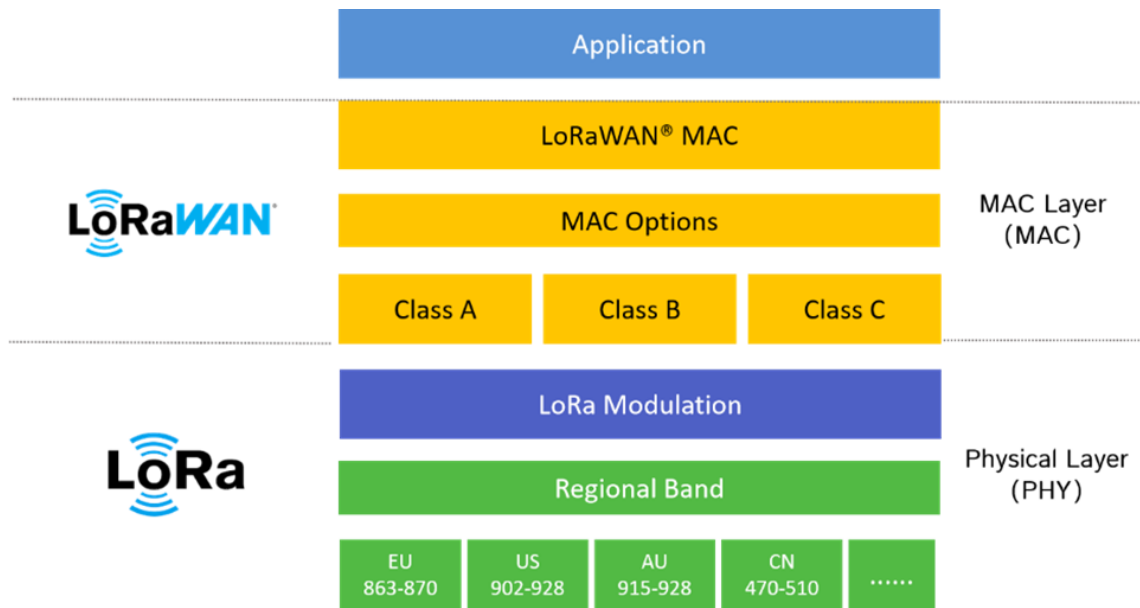 Application
LoRaWAN® MAC
LoRaWAN®
MAC Options
MAC Layer
(MAC)
Class A
Class B
Class C
LoRa Modulation
LoRa
Regional Band
Physical Layer
(PHY)
EU
863-870
US
902-928
AU
915-928
CN
470-510
......